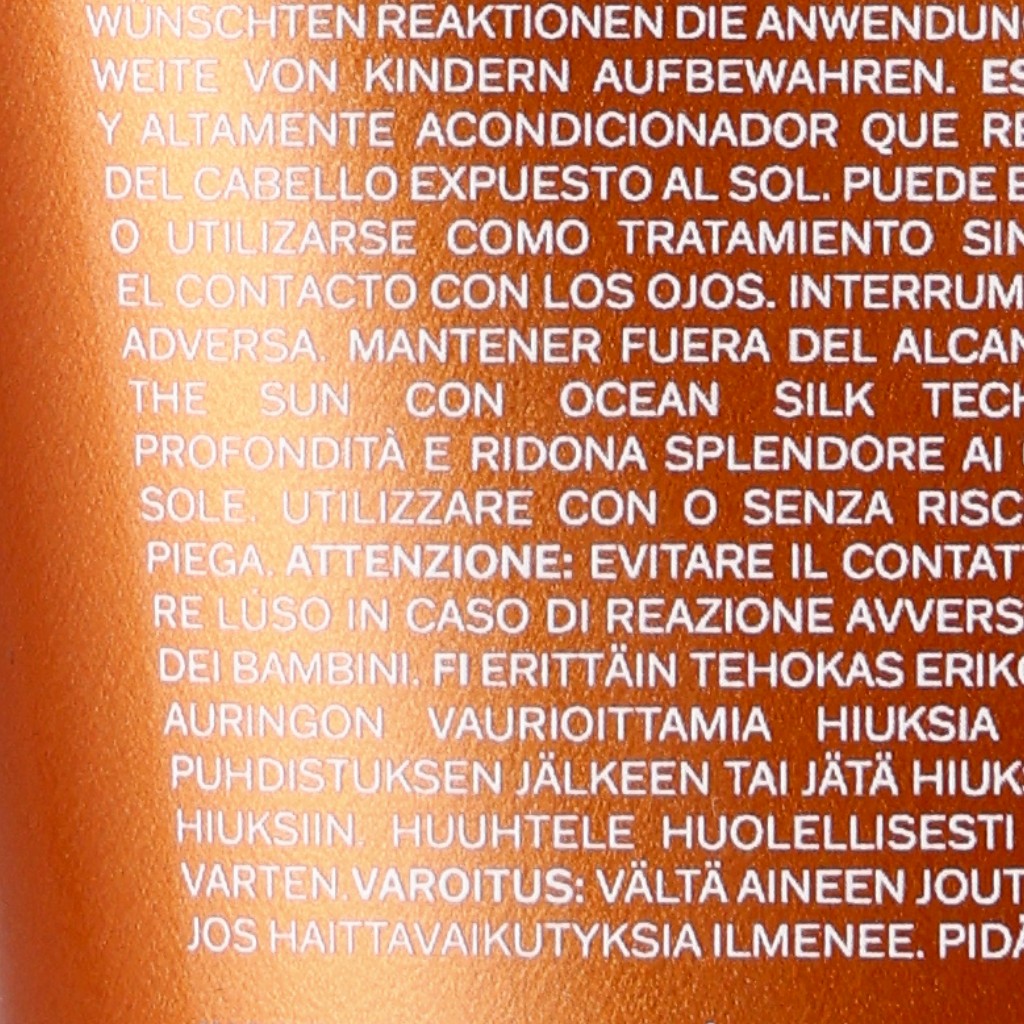 WÜNSCHTEN REAKTIONEN DIE ANWENDUN
WEITE VON KINDERN AUFBEWAHREN. ES
Y ALTAMENTE ACONDICIONADOR QUE RE
DEL CABELLO EXPUESTO AL SOL. PUEDE E
O UTILIZARSE COMO TRATAMIENTO SIN
EL CONTACTO CON LOS OJOS. INTERRUM
ADVERSA. MANTENER FUERA DEL ALCAN
THE SUN CON OCEAN SILK TECH
PROFONDITÀ E RIDONA SPLENDORE AI
SOLE. UTILIZZARE CON O SENZA RISC
PIEGA. ATTENZIONE: EVITARE IL CONTATT
RE LÙSO IN CASO DI REAZIONE AVVERS
DEI BAMBINI. FI ERITTÄIN TEHOKAS ERIKO
AURINGON VAURIOITTAMIA HIUKSIA
PUHDISTUKSEN JÄLKEEN TAI JÄTÄ HIUKS
HIUKSIIN. HUUHTELE HUOLELLISESTI
VARTEN.VAROITUS: VÄLTÄ AINEEN JOUT
JOS HAITTAVAIKUTYKSIA ILMENEE. PIDÄ